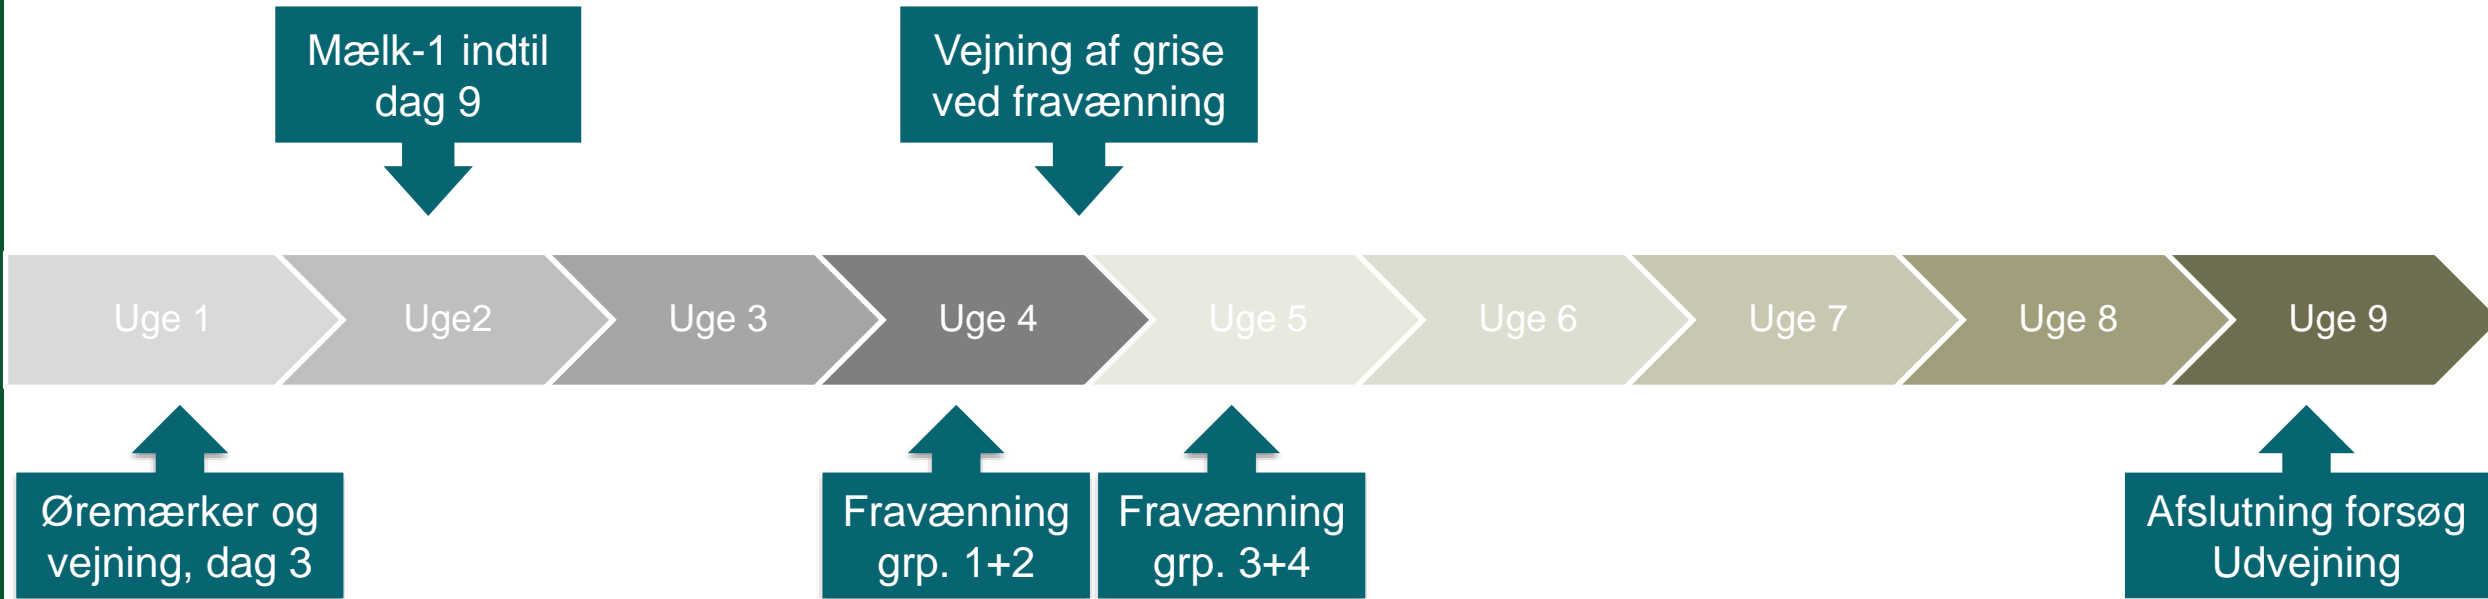 Mælk-1 indtil
dag 9
Vejning af grise
ved fravænning
Uge 1
Uge2
Uge 3
Uge 4
Uge 5
Uge 6
Uge 7
Uge 8
Uge 9
Øremærker og
vejning, dag 3
Fravænning
grp. 1+2
Fravænning
grp. 3+4
Afslutning forsøg
Udvejning